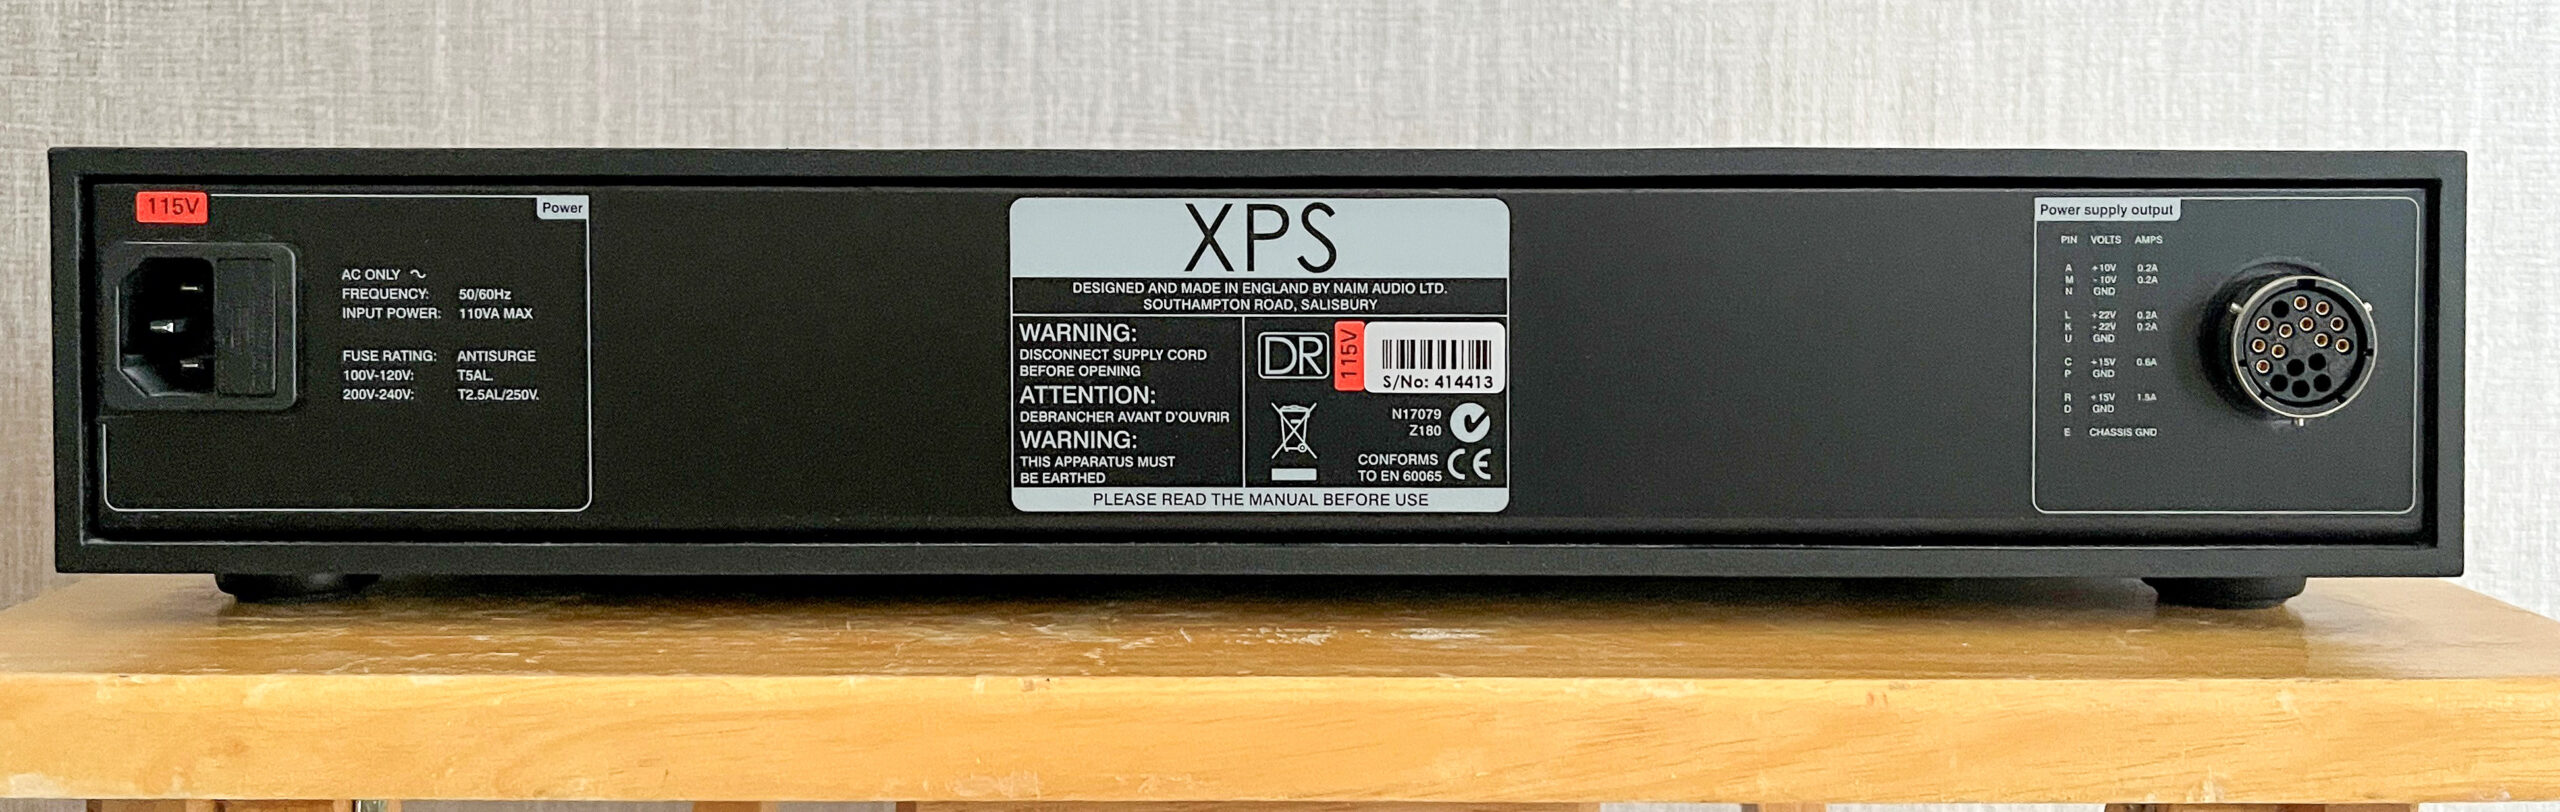 115V
Power
AC ONLY ~
FREQUENCY: 50/60Hz
INPUT POWER: 110VA MAX
FUSE RATING: ANTISURGE
100V-120V: T5AL.
200V-240V: T2.5AL/250V.
XPS
DESIGNED AND MADE IN ENGLAND BY NAIM AUDIO LTD.
SOUTHAMPTON ROAD, SALISBURY
WARNING:
DISCONNECT SUPPLY CORD
BEFORE OPENING
ATTENTION:
DEBRANCHER AVANT D'OUVRIR
WARNING:
THIS APPARATUS MUST
BE EARTHED
DR
115V
S/No: 414413
N17079
Z180
CONFORMS
TO EN 60065
CE
PLEASE READ THE MANUAL BEFORE USE
Power supply output
PIN VOLTS AMPS
A +10V 0.2A
M -10V 0.2A
N GND
L +22V 0.2A
K -22V 0.2A
U GND
C +15V 0.6A
P GND
R +15V 1.5A
D GND
E CHASSIS GND